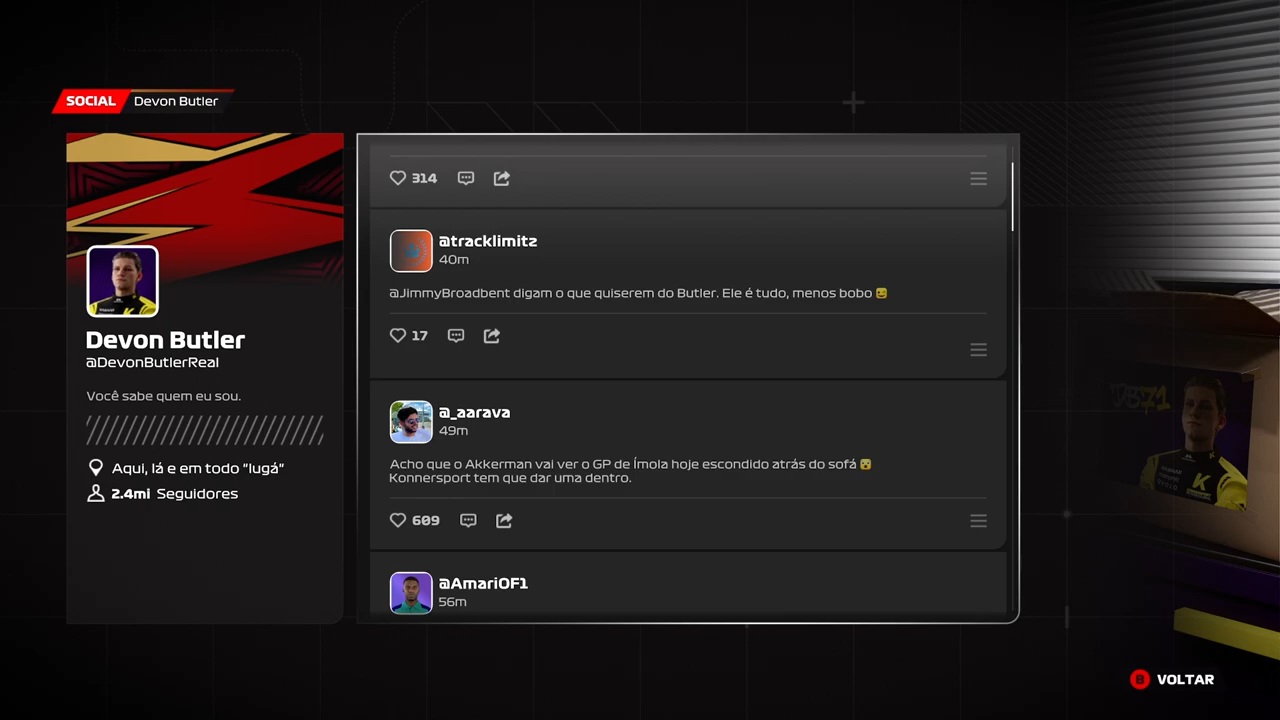 SOCIAL Devon Butler
Devon Butler
@DevonButlerReal
Você sabe quem eu sou.
Aqui, lá e em todo "lugá"
2.4mi Seguidores
314
@tracklimitz
40m
@JimmyBroadbent digam o que quiserem do Butler. Ele é tudo, menos bobo
17
@_aarava
49m
Acho que o Akkerman vai ver o GP de Ímola hoje escondido atrás do sofá
Konnersport tem que dar uma dentro.
609
@AmariOF1
56m
DB71
K
B VOLTAR